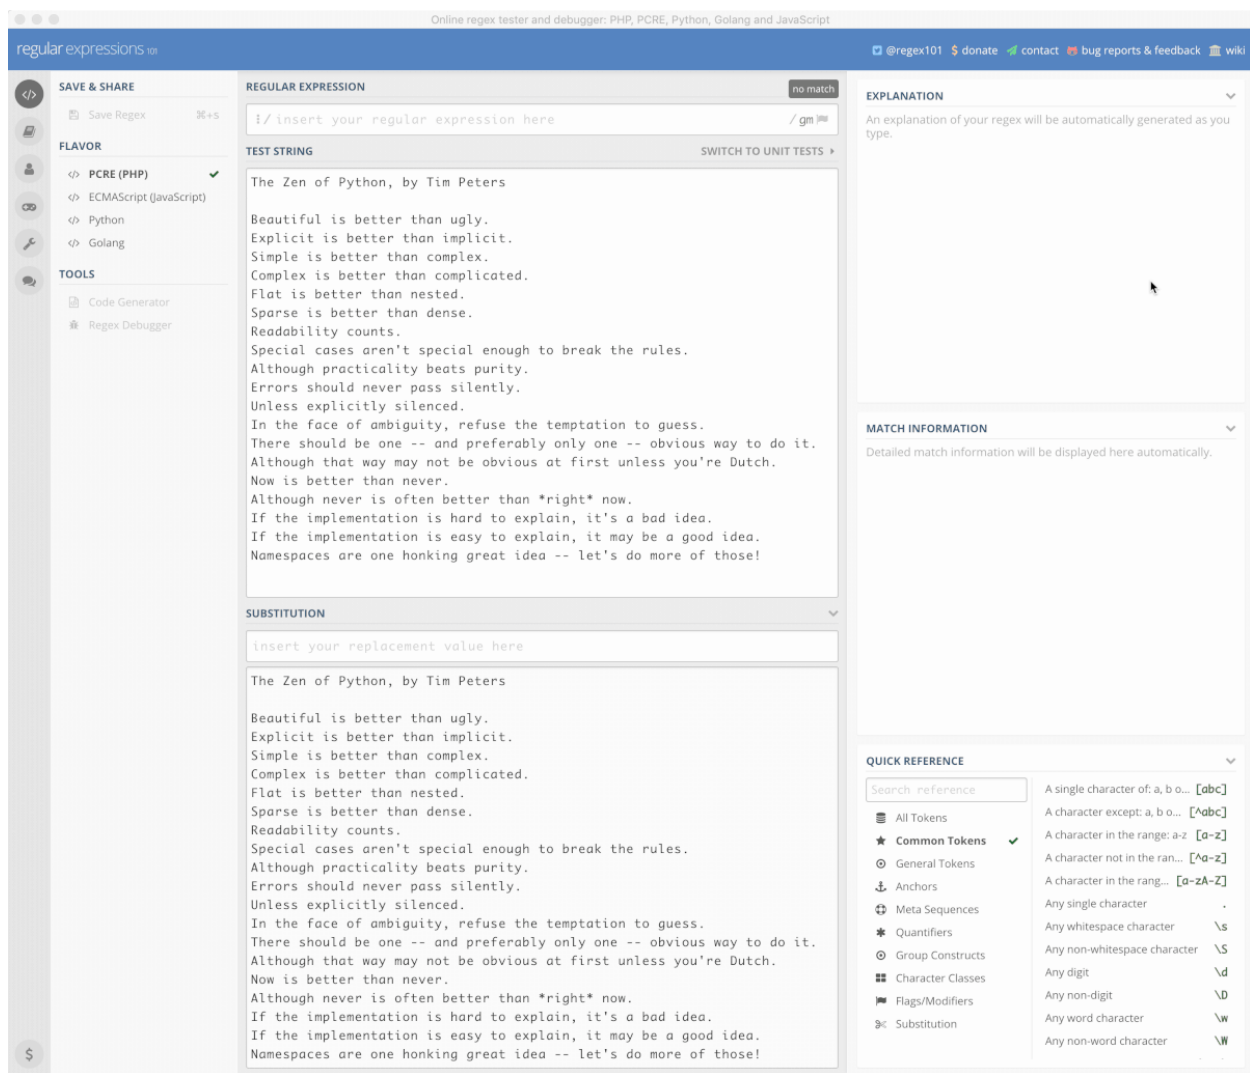 Online regex tester and debugger: PHP, PCRE, Python, Golang and JavaScript
regular expressions 101
@regex101 $ donate contact bug reports & feedback wiki
SAVE & SHARE
Save Regex ⌘+s
FLAVOR
</> PCRE (PHP)
</> ECMAScript (JavaScript)
</> Python
</> Golang
TOOLS
Code Generator
Regex Debugger
$
REGULAR EXPRESSION no match
/ insert your regular expression here / gm
TEST STRING SWITCH TO UNIT TESTS
The Zen of Python, by Tim Peters
Beautiful is better than ugly.
Explicit is better than implicit.
Simple is better than complex.
Complex is better than complicated.
Flat is better than nested.
Sparse is better than dense.
Readability counts.
Special cases aren't special enough to break the rules.
Although practicality beats purity.
Errors should never pass silently.
Unless explicitly silenced.
In the face of ambiguity, refuse the temptation to guess.
There should be one -- and preferably only one -- obvious way to do it.
Although that way may not be obvious at first unless you're Dutch.
Now is better than never.
Although never is often better than *right* now.
If the implementation is hard to explain, it's a bad idea.
If the implementation is easy to explain, it may be a good idea.
Namespaces are one honking great idea -- let's do more of those!
SUBSTITUTION
insert your replacement value here
The Zen of Python, by Tim Peters
Beautiful is better than ugly.
Explicit is better than implicit.
Simple is better than complex.
Complex is better than complicated.
Flat is better than nested.
Sparse is better than dense.
Readability counts.
Special cases aren't special enough to break the rules.
Although practicality beats purity.
Errors should never pass silently.
Unless explicitly silenced.
In the face of ambiguity, refuse the temptation to guess.
There should be one -- and preferably only one -- obvious way to do it.
Although that way may not be obvious at first unless you're Dutch.
Now is better than never.
Although never is often better than *right* now.
If the implementation is hard to explain, it's a bad idea.
If the implementation is easy to explain, it may be a good idea.
Namespaces are one honking great idea -- let's do more of those!
EXPLANATION
An explanation of your regex will be automatically generated as you
type.
MATCH INFORMATION
Detailed match information will be displayed here automatically.
QUICK REFERENCE
Search reference
All Tokens
Common Tokens
General Tokens
Anchors
Meta Sequences
Quantifiers
Group Constructs
Character Classes
Flags/Modifiers
Substitution
A single character of: a, b o... [abc]
A character except: a, b o... [^abc]
A character in the range: a-z [a-z]
A character not in the ran... [^a-z]
A character in the rang... [a-zA-Z]
Any single character .
Any whitespace character \s
Any non-whitespace character \S
Any digit \d
Any non-digit \D
Any word character \w
Any non-word character \W